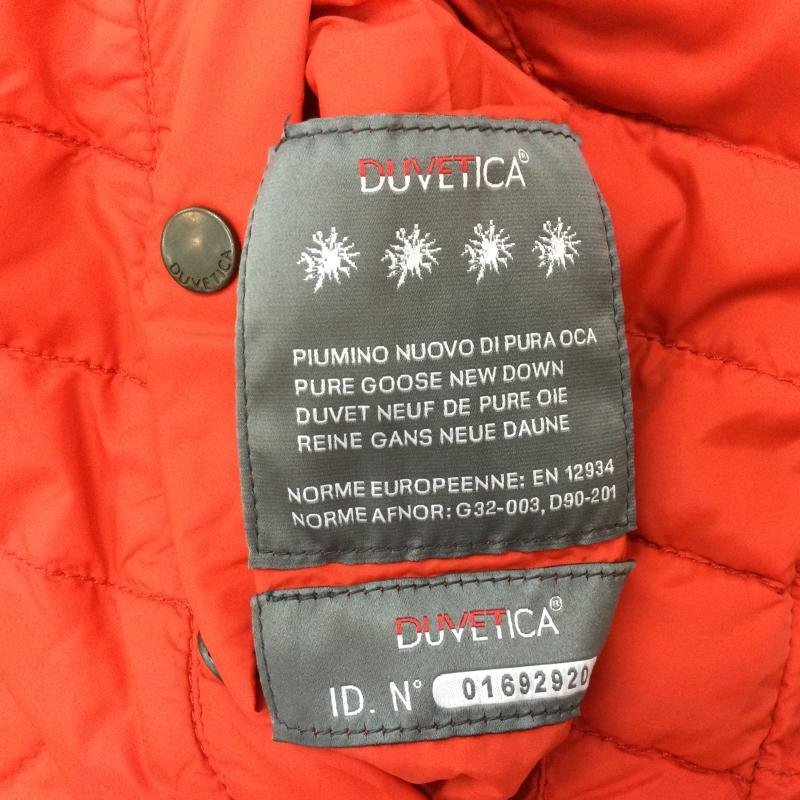 DUVETICA®
DUVETICA
PIUMINO NUOVO DI PURA OCA
PURE GOOSE NEW DOWN
DUVET NEUF DE PURE OIE
REINE GANS NEUE DAUNE
NORME EUROPEENNE: EN 12934
NORME AFNOR: G32-003, D90-201
DUVETICA®
ID. N° 01692920